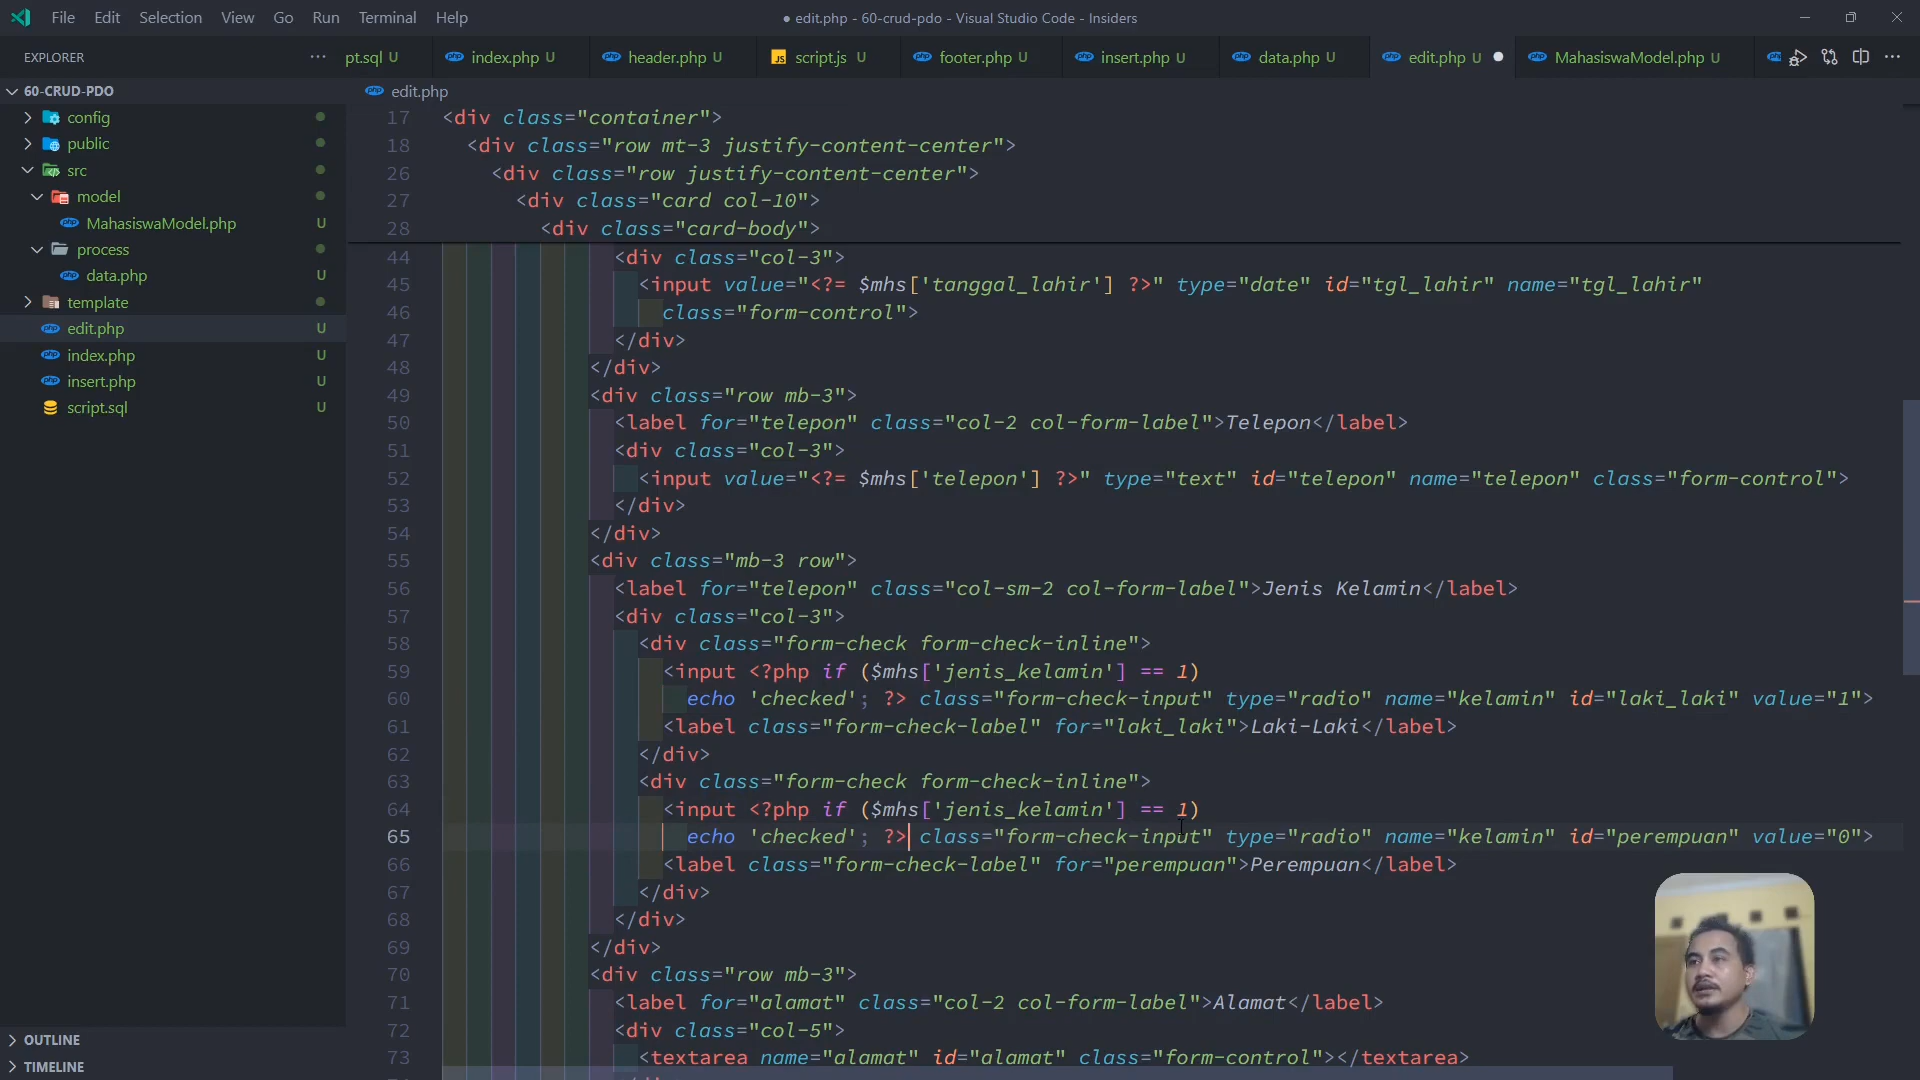 File Edit Selection View Go Run Terminal Help
● edit.php - 60-crud-pdo - Visual Studio Code - Insiders
EXPLORER
pt.sql U
index.php U
header.php U
script.js U
footer.php U
insert.php U
data.php U
edit.php U
MahasiswaModel.php U
60-CRUD-PDO
config
public
src
model
MahasiswaModel.php U
process
data.php U
template
edit.php U
index.php U
insert.php U
script.sql U
OUTLINE
TIMELINE
edit.php
17 <div class="container">
18 <div class="row mt-3 justify-content-center">
26 <div class="row justify-content-center">
27 <div class="card col-10">
28 <div class="card-body">
44 <div class="col-3">
45 <input value="<?= $mhs['tanggal_lahir'] ?>" type="date" id="tgl_lahir" name="tgl_lahir"
46 class="form-control">
47 </div>
48 </div>
49 <div class="row mb-3">
50 <label for="telepon" class="col-2 col-form-label">Telepon</label>
51 <div class="col-3">
52 <input value="<?= $mhs['telepon'] ?>" type="text" id="telepon" name="telepon" class="form-control">
53 </div>
54 </div>
55 <div class="mb-3 row">
56 <label for="telepon" class="col-sm-2 col-form-label">Jenis Kelamin</label>
57 <div class="col-3">
58 <div class="form-check form-check-inline">
59 <input <?php if ($mhs['jenis_kelamin'] == 1)
60 echo 'checked'; ?> class="form-check-input" type="radio" name="kelamin" id="laki_laki" value="1">
61 <label class="form-check-label" for="laki_laki">Laki-Laki</label>
62 </div>
63 <div class="form-check form-check-inline">
64 <input <?php if ($mhs['jenis_kelamin'] == 1)
65 echo 'checked'; ?> class="form-check-input" type="radio" name="kelamin" id="perempuan" value="0">
66 <label class="form-check-label" for="perempuan">Perempuan</label>
67 </div>
68 </div>
69 </div>
70 <div class="row mb-3">
71 <label for="alamat" class="col-2 col-form-label">Alamat</label>
72 <div class="col-5">
73 <textarea name="alamat" id="alamat" class="form-control"></textarea>